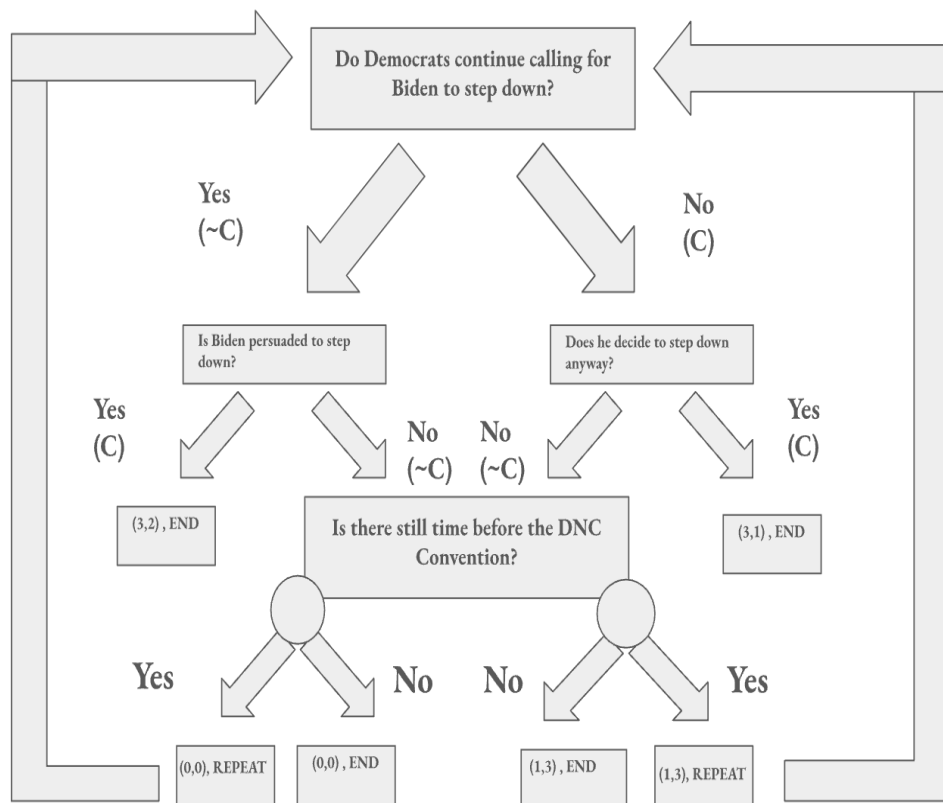 Do Democrats continue calling for
Biden to step down?
Yes
(~C)
No
(C)
Is Biden persuaded to step
down?
Does he decide to step down
anyway?
Yes
(C)
No
(~C)
No
(~C)
Yes
(C)
(3,2) , END
Is there still time before the DNC
Convention?
(3,1) , END
Yes
No
No
Yes
(0,0), REPEAT
(0,0) , END
(1,3) , END
(1,3), REPEAT